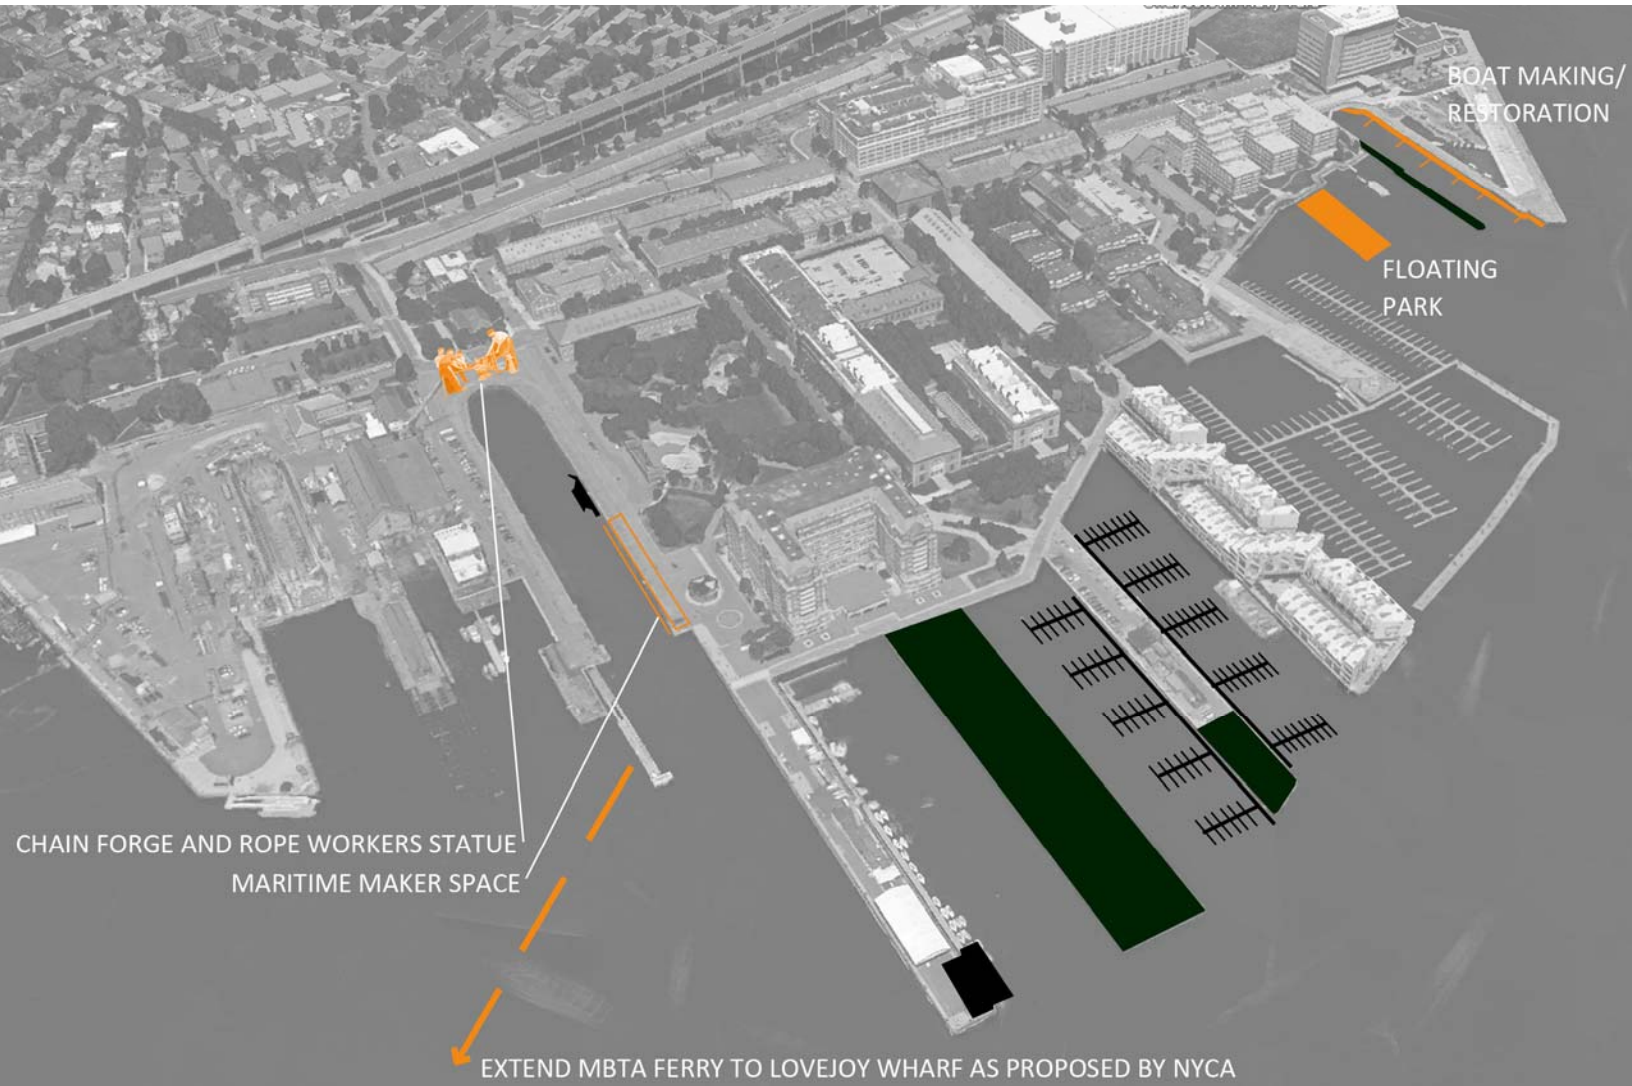 BOAT MAKING/
RESTORATION
FLOATING
PARK
CHAIN FORGE AND ROPE WORKERS STATUE
MARITIME MAKER SPACE
EXTEND MBTA FERRY TO LOVEJOY WHARF AS PROPOSED BY NYCA